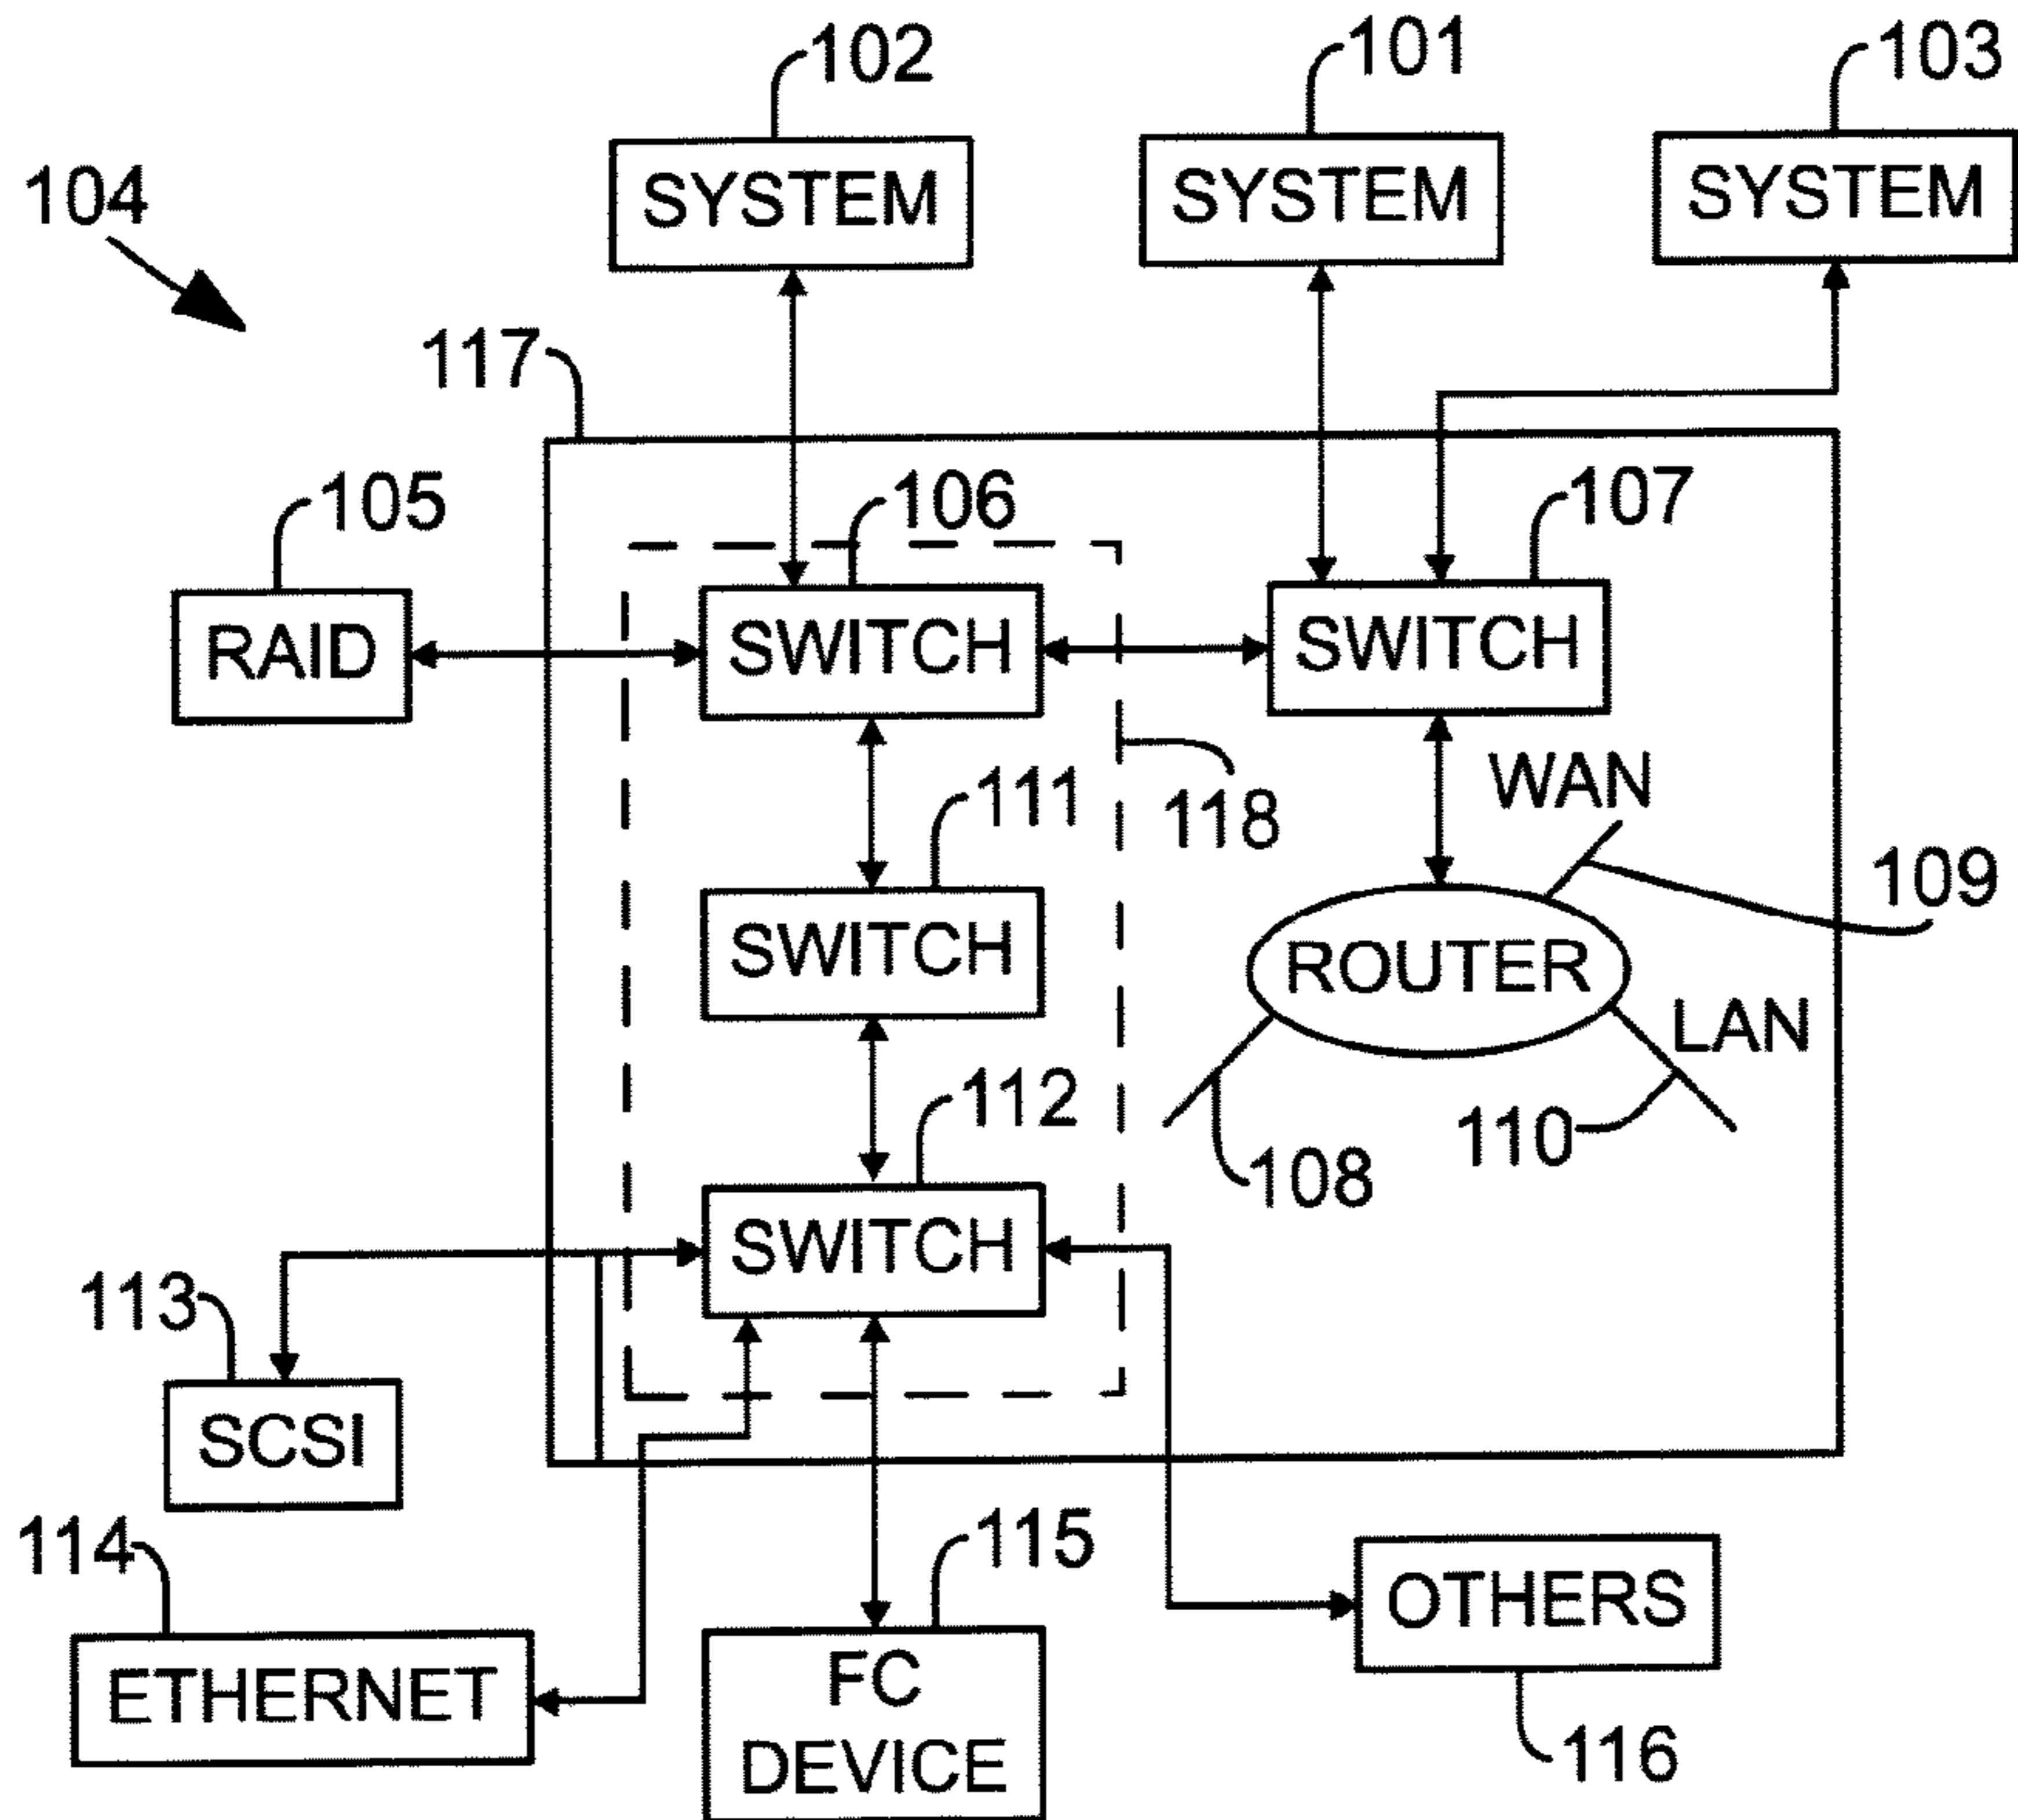 102
101
103
104
SYSTEM
SYSTEM
SYSTEM
117
105
106
107
RAID
SWITCH
SWITCH
WAN
111
118
109
SWITCH
ROUTER
LAN
112
110
108
SWITCH
113
SCSI
114
115
OTHERS
ETHERNET
FC
DEVICE
116